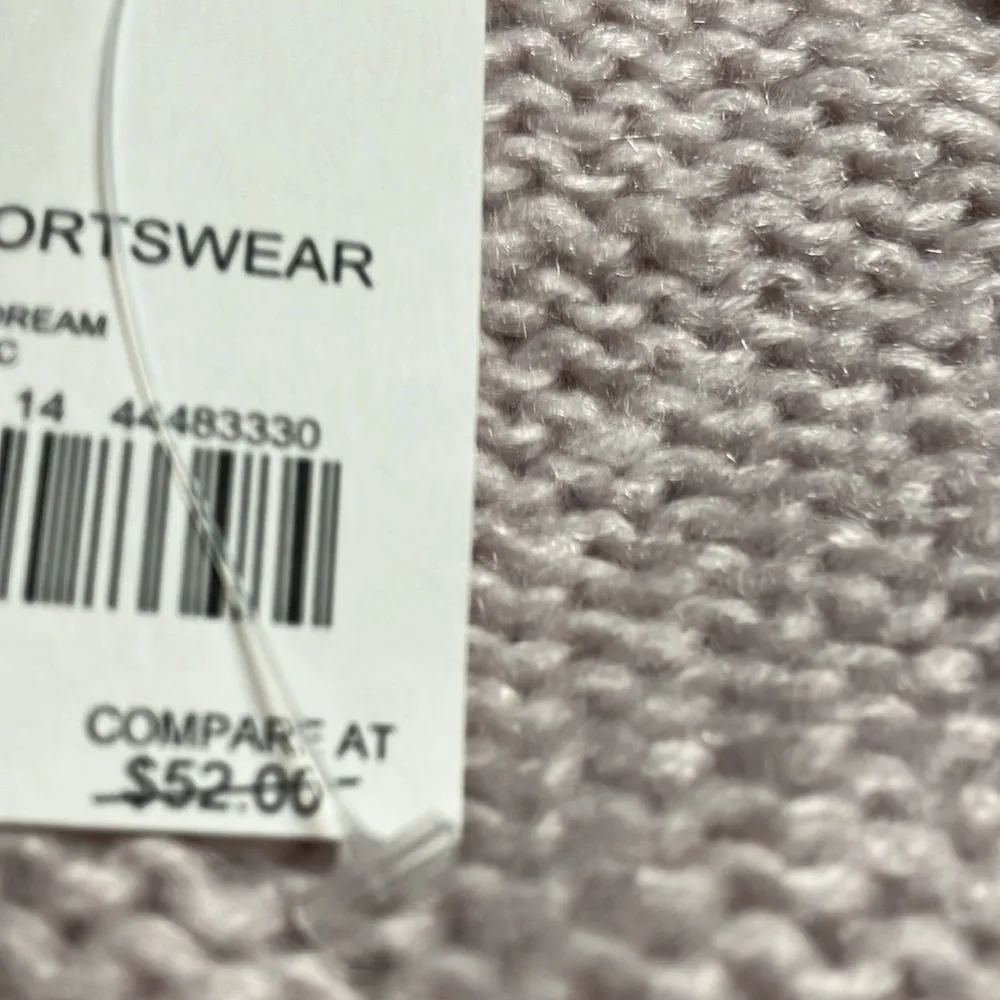 ORTSWEAR
DREAM
C
14 44483330
COMPARE AT
$52.00